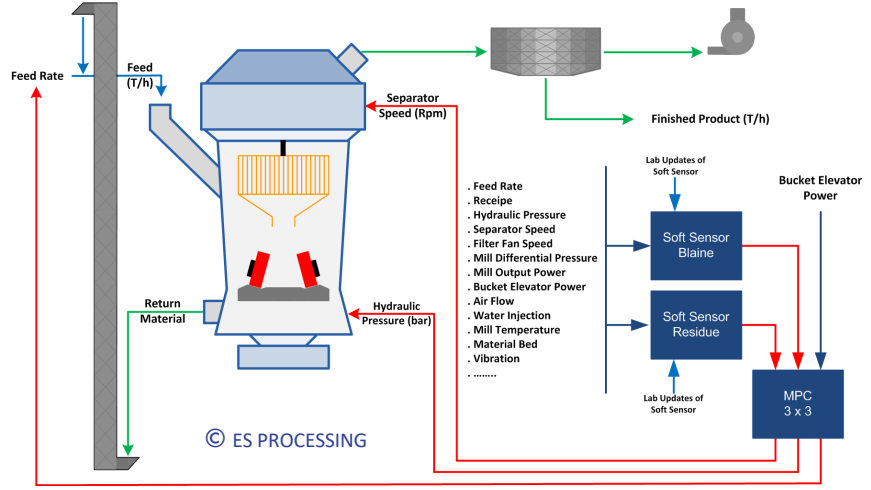 Feed Rate
Feed
(T/h)
Separator
Speed (Rpm)
Finished Product (T/h)
Lab Updates of
Soft Sensor
Bucket Elevator
Power
. Feed Rate
. Receipe
. Hydraulic Pressure
. Separator Speed
. Filter Fan Speed
. Mill Differential Pressure
. Mill Output Power
. Bucket Elevator Power
. Air Flow
. Water Injection
. Mill Temperature
. Material Bed
. Vibration
. ........
Soft Sensor
Blaine
Soft Sensor
Residue
Return
Material
Hydraulic
Pressure (bar)
Lab Updates of
Soft Sensor
MPC
3 x 3
© ES PROCESSING